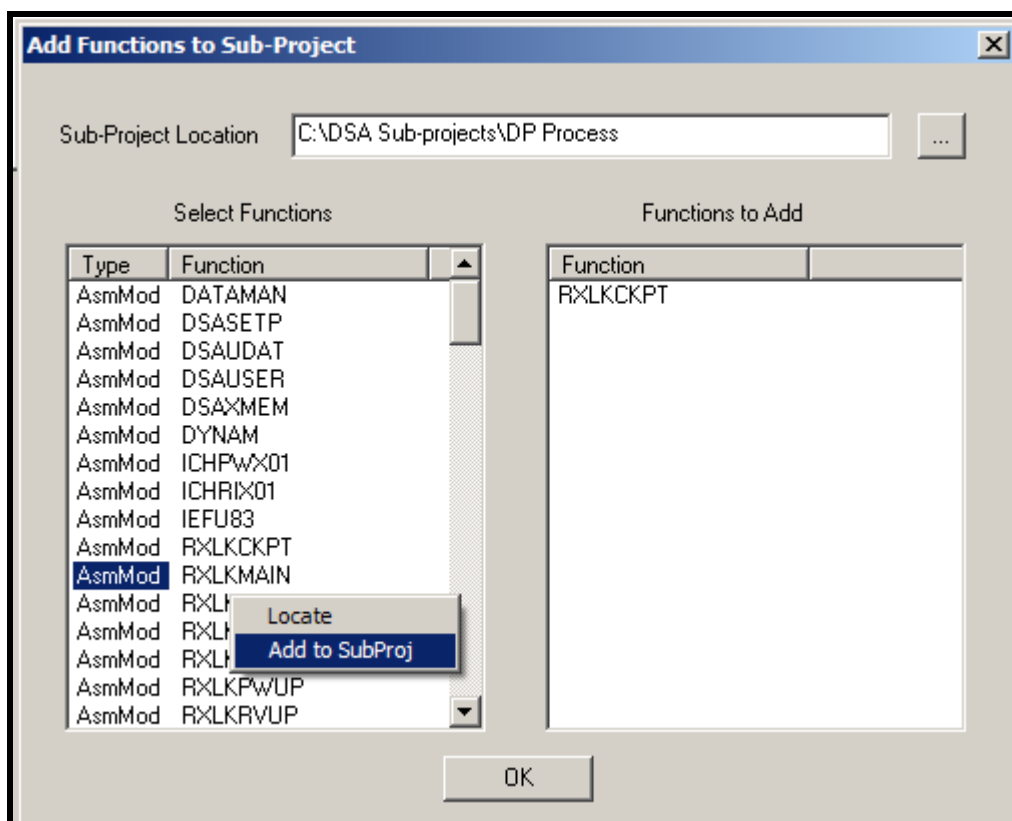 Add Functions to Sub-Project
Sub-Project Location C:\DSA Sub-projects\DP Process ...
Select Functions Functions to Add
Type Function Function
AsmMod DATAMAN RXLKCKPT
AsmMod DSASETP
AsmMod DSAUDAT
AsmMod DSAUSER
AsmMod DSAXMEM
AsmMod DYNAM
AsmMod ICHPWX01
AsmMod ICHRIX01
AsmMod IEFU83
AsmMod RXLKCKPT
AsmMod RXLKMAIN
AsmMod
Locate
AsmMod
Add to SubProj
AsmMod
AsmMod RXLKPWUP
AsmMod RXLKRVUP
OK